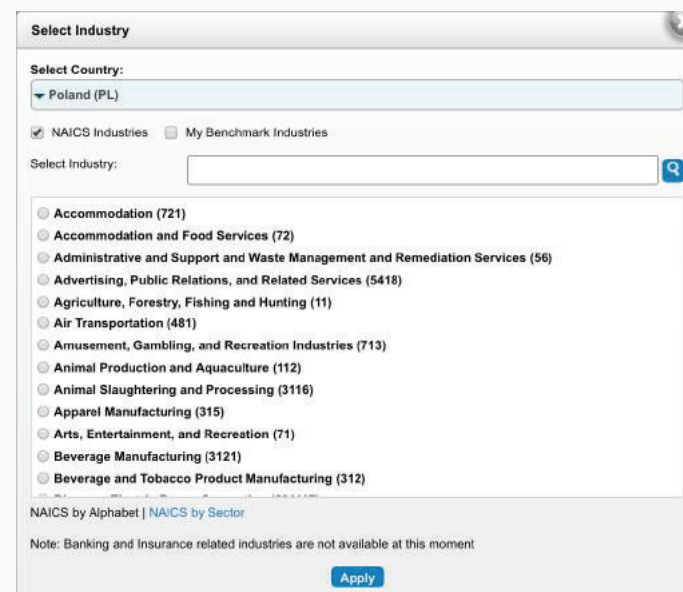 Select Industry
Select Country:
Poland (PL)
NAICS Industries My Benchmark Industries
Select Industry:
Accommodation (721)
Accommodation and Food Services (72)
Administrative and Support and Waste Management and Remediation Services (56)
Advertising, Public Relations, and Related Services (5418)
Agriculture, Forestry, Fishing and Hunting (11)
Air Transportation (481)
Amusement, Gambling, and Recreation Industries (713)
Animal Production and Aquaculture (112)
Animal Slaughtering and Processing (3116)
Apparel Manufacturing (315)
Arts, Entertainment, and Recreation (71)
Beverage Manufacturing (3121)
Beverage and Tobacco Product Manufacturing (312)
NAICS by Alphabet | NAICS by Sector
Note: Banking and Insurance related industries are not available at this moment
Apply